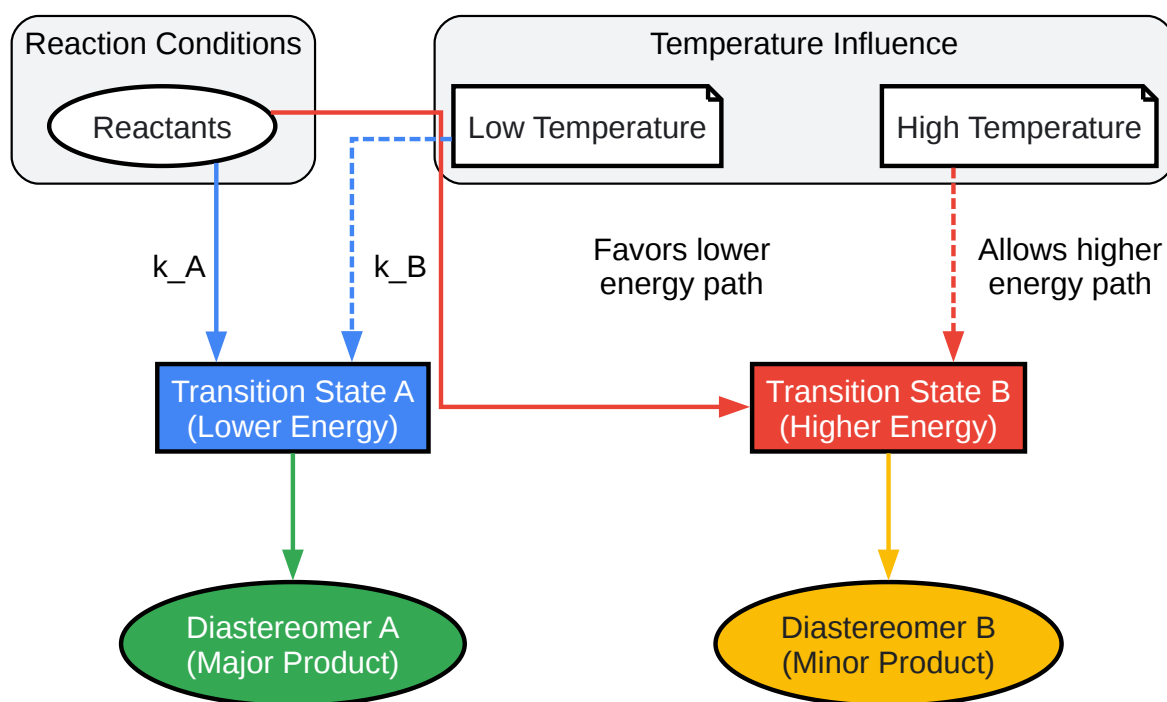 Reaction Conditions
Temperature Influence
Reactants
Low Temperature
High Temperature
k_A
k_B
Favors lower
energy path
Allows higher
energy path
Transition State A
(Lower Energy)
Transition State B
(Higher Energy)
Diastereomer A
(Major Product)
Diastereomer B
(Minor Product)